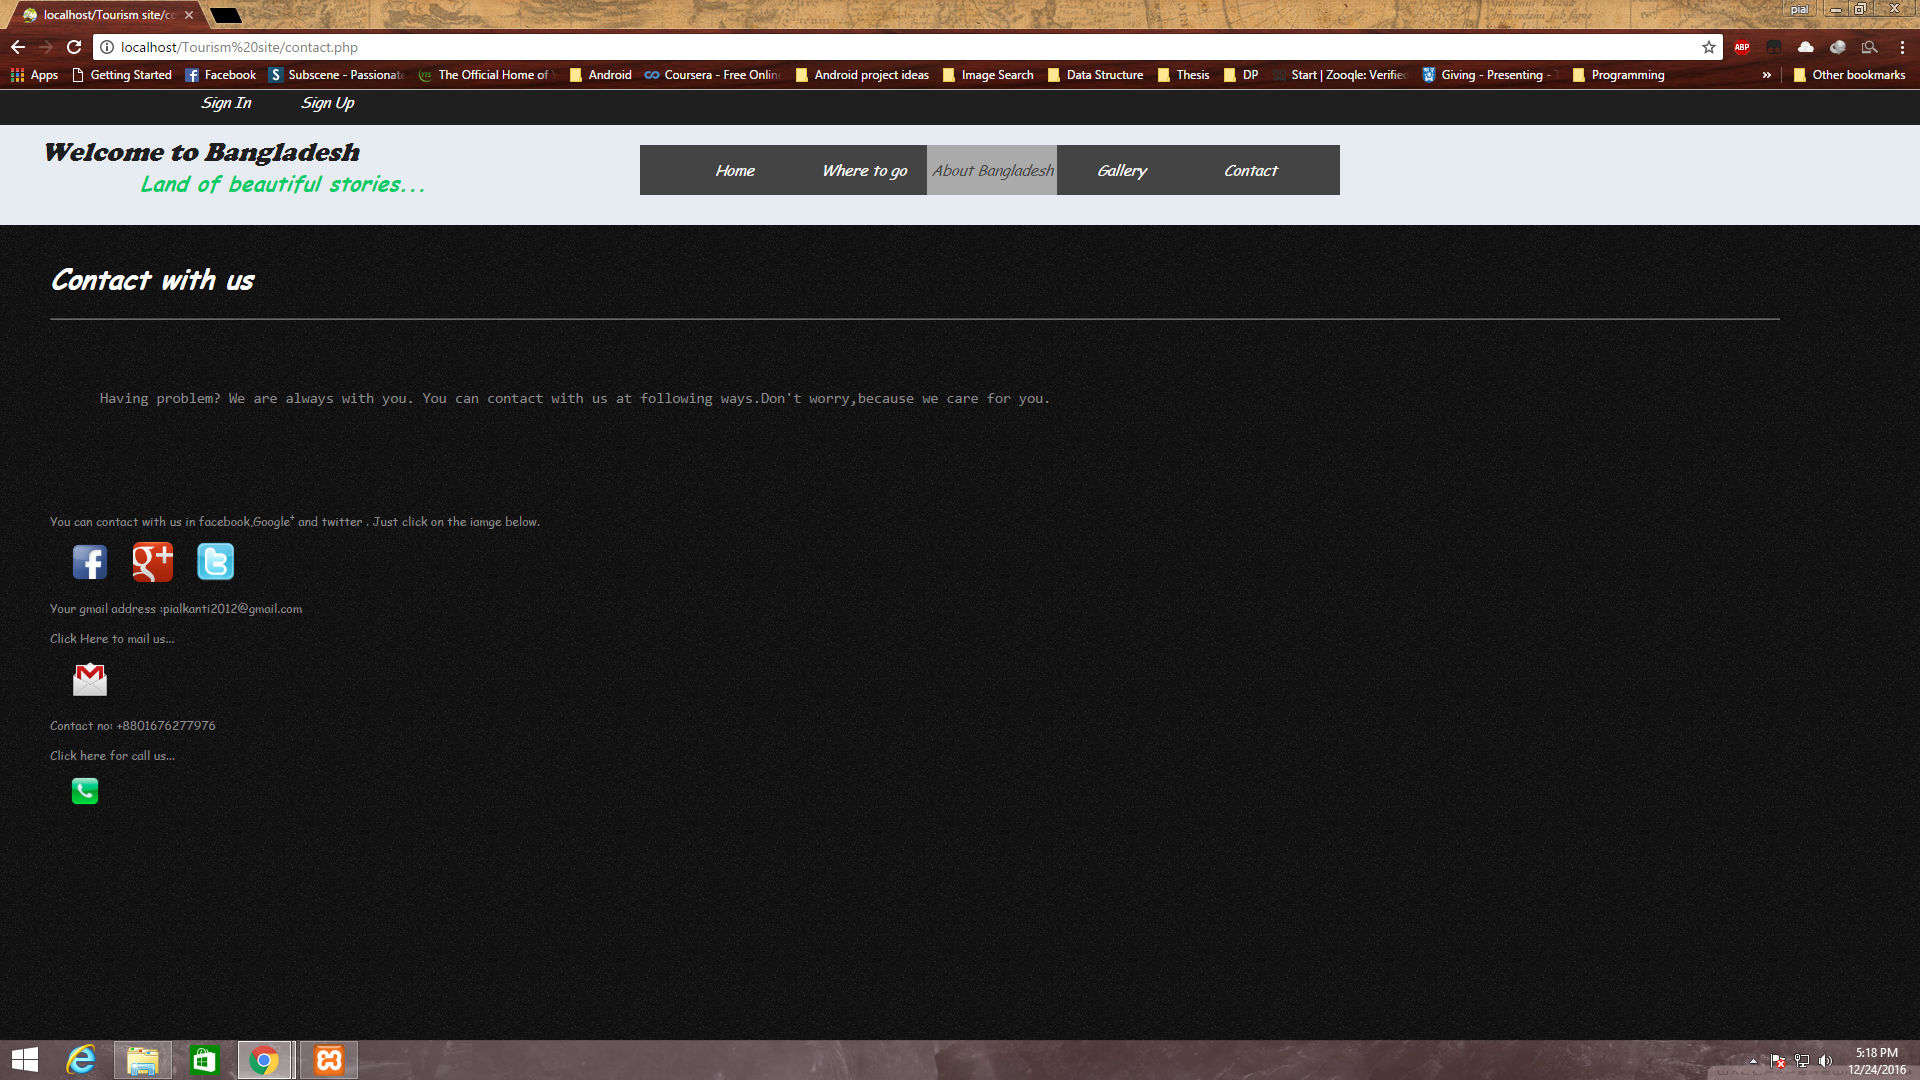 localhost/Tourism site/co
pial
localhost/Tourism%20site/contact.php
ABP
Apps Getting Started Facebook Subscene - Passionate The Official Home of Android Coursera - Free Onlin Android project ideas Image Search Data Structure Thesis DP Start | Zooqle: Verified Giving - Presenting - Programming » Other bookmarks
Sign In Sign Up
Welcome to Bangladesh
Land of beautiful stories...
Home Where to go About Bangladesh Gallery Contact
Contact with us
Having problem? We are always with you. You can contact with us at following ways.Don't worry,because we care for you.
You can contact with us in facebook,Google+ and twitter . Just click on the iamge below.
Your gmail address :pialkanti2012@gmail.com
Click Here to mail us...
Contact no: +8801676277976
Click here for call us...
5:18 PM
12/24/2016